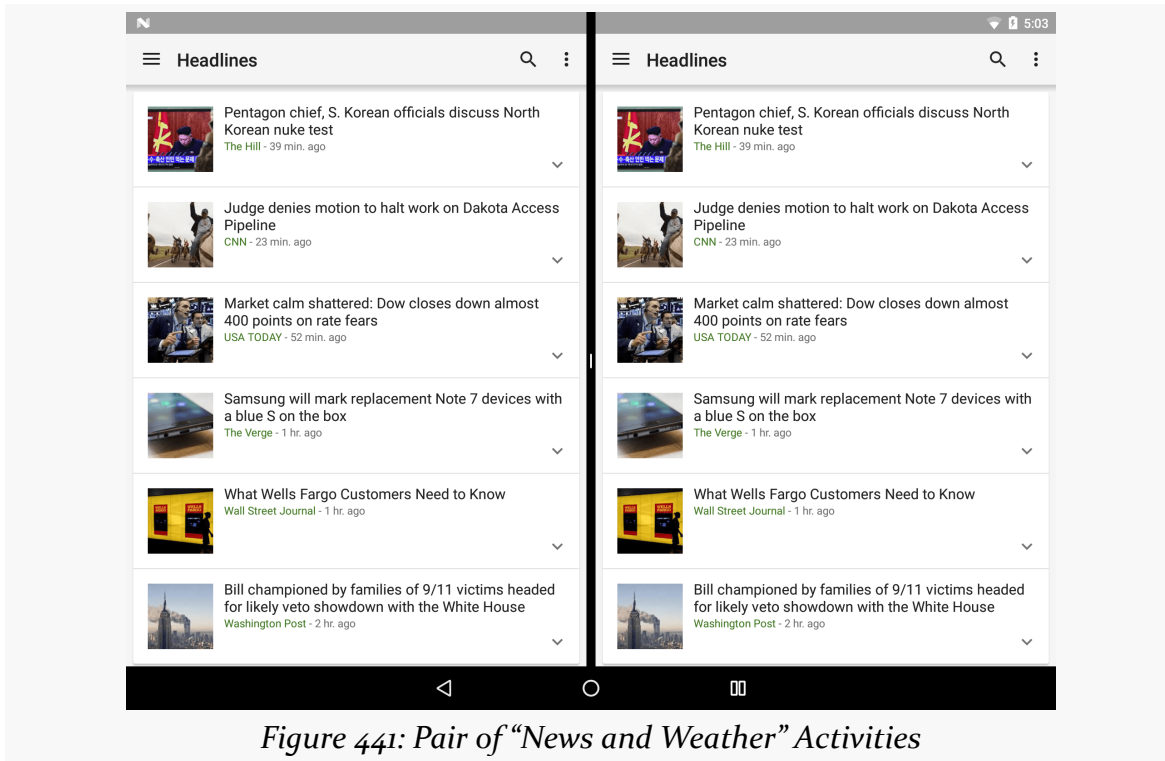 5:03
Headlines
Pentagon chief, S. Korean officials discuss North
Korean nuke test
The Hill - 39 min. ago
Judge denies motion to halt work on Dakota Access
Pipeline
CNN - 23 min. ago
Market calm shattered: Dow closes down almost
400 points on rate fears
USA TODAY - 52 min. ago
Samsung will mark replacement Note 7 devices with
a blue S on the box
The Verge - 1 hr. ago
What Wells Fargo Customers Need to Know
Wall Street Journal - 1 hr. ago
Bill championed by families of 9/11 victims headed
for likely veto showdown with the White House
Washington Post - 2 hr. ago
Headlines
Pentagon chief, S. Korean officials discuss North
Korean nuke test
The Hill - 39 min. ago
Judge denies motion to halt work on Dakota Access
Pipeline
CNN - 23 min. ago
Market calm shattered: Dow closes down almost
400 points on rate fears
USA TODAY - 52 min. ago
Samsung will mark replacement Note 7 devices with
a blue S on the box
The Verge - 1 hr. ago
What Wells Fargo Customers Need to Know
Wall Street Journal - 1 hr. ago
Bill championed by families of 9/11 victims headed
for likely veto showdown with the White House
Washington Post - 2 hr. ago
Figure 441: Pair of “News and Weather” Activities